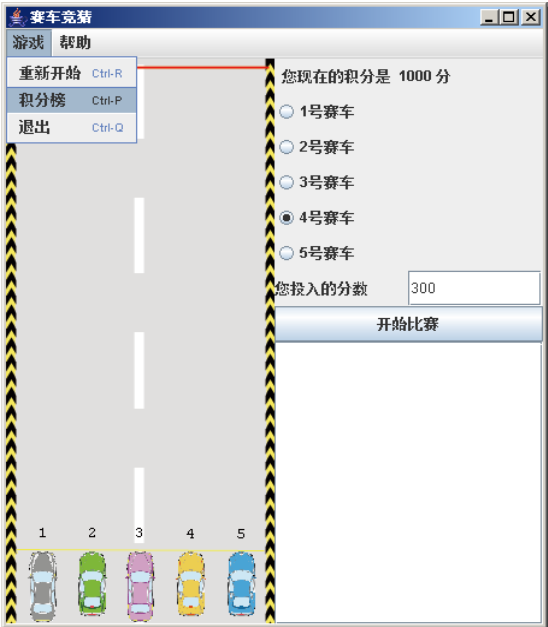 赛车竞猜
游戏 帮助
重新开始 Ctrl-R
积分榜 Ctrl-P
退出 Ctrl-Q
您现在的积分是 1000 分
1号赛车
2号赛车
3号赛车
4号赛车
5号赛车
您投入的分数 300
开始比赛
1 2 3 4 5